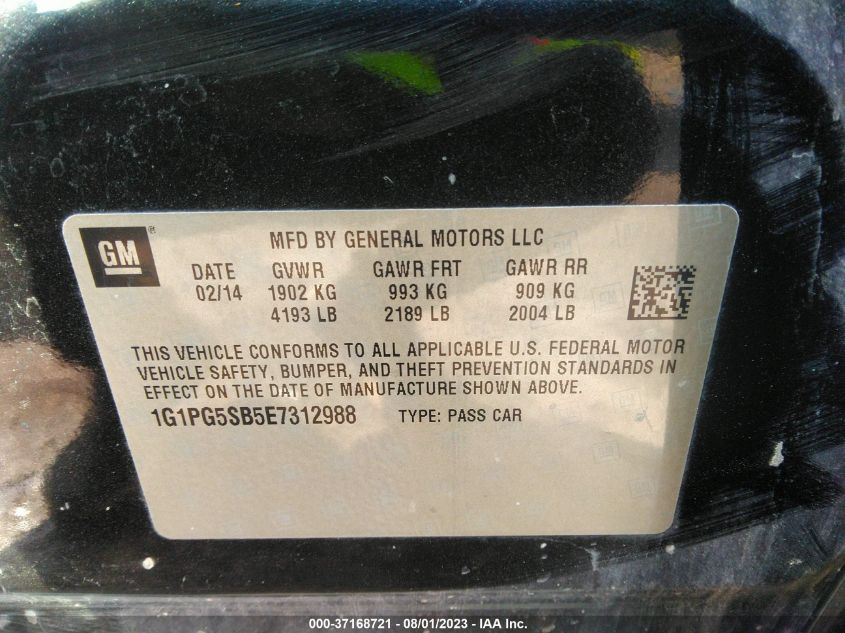 GM
MFD BY GENERAL MOTORS LLC
DATE GVWR GAWR FRT GAWR RR
02/14 1902 KG 993 KG 909 KG
4193 LB 2189 LB 2004 LB
THIS VEHICLE CONFORMS TO ALL APPLICABLE U.S. FEDERAL MOTOR
VEHICLE SAFETY, BUMPER, AND THEFT PREVENTION STANDARDS IN
EFFECT ON THE DATE OF MANUFACTURE SHOWN ABOVE.
1G1PG5SB5E7312988 TYPE: PASS CAR
000-37168721 - 08/01/2023 - IAA Inc.